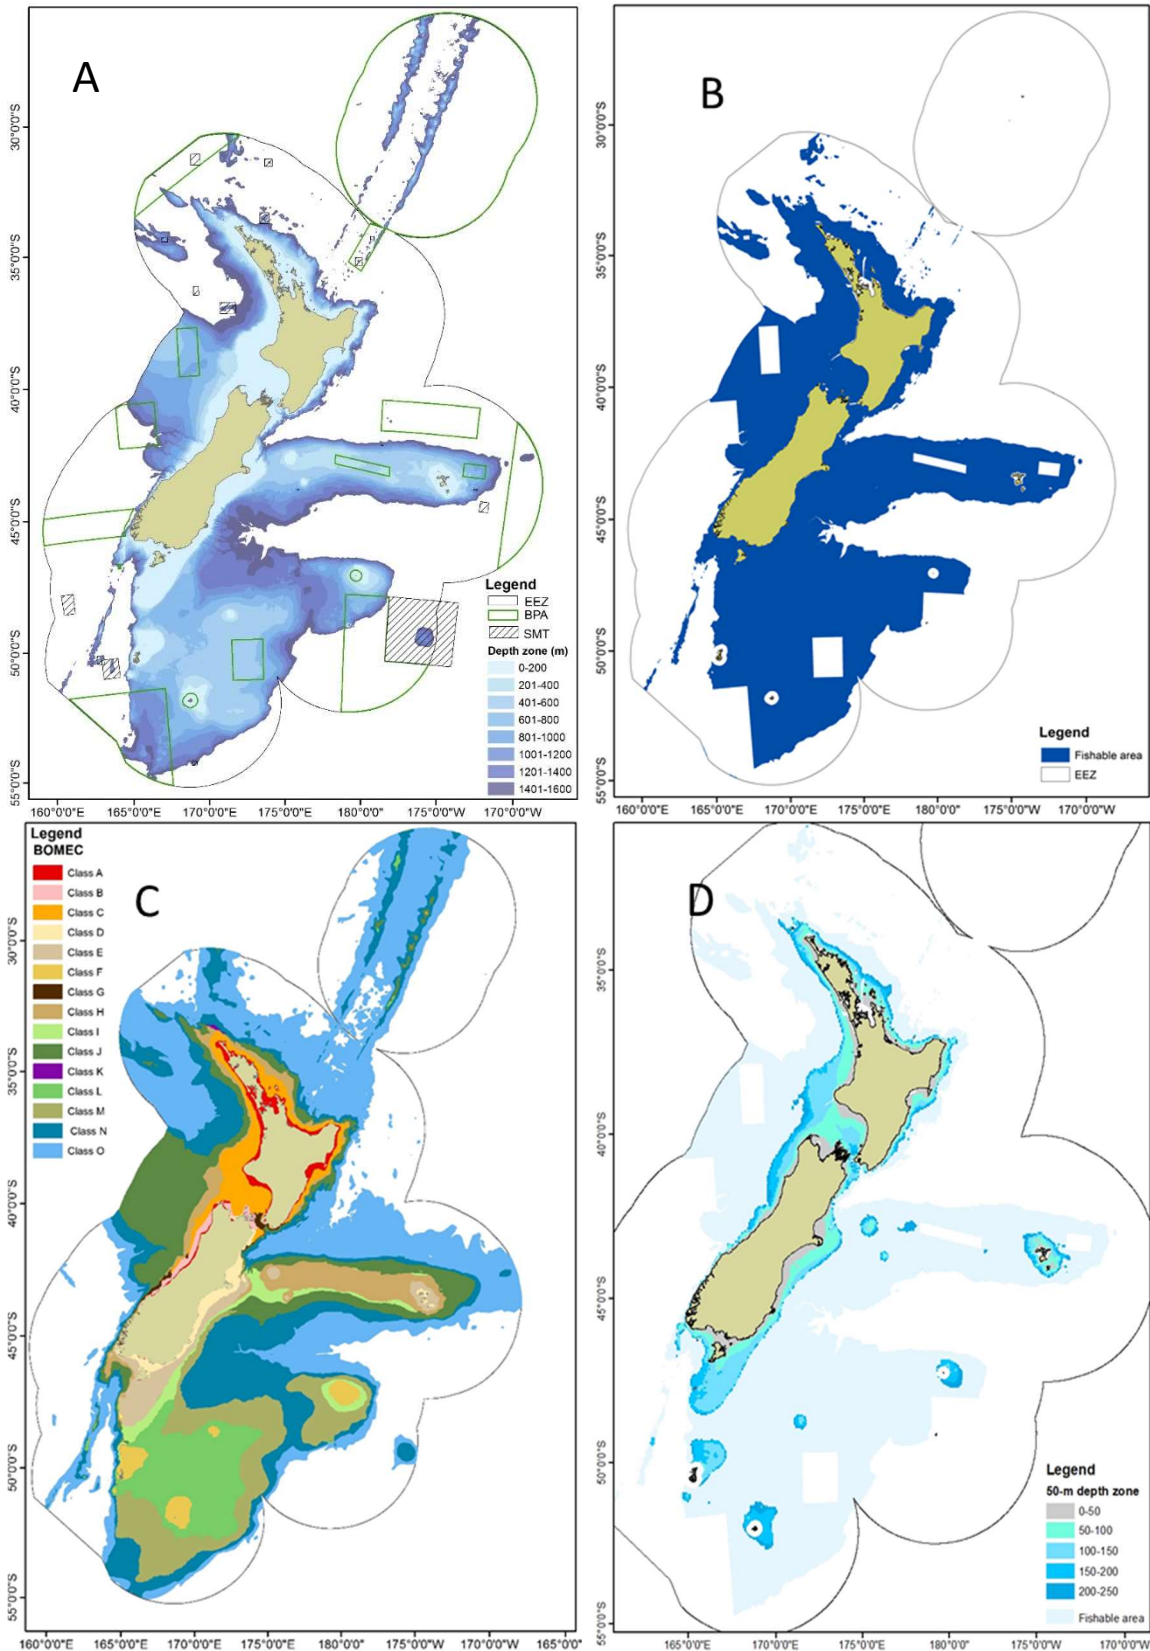 A
30°0'0"S
35°0'0"S
40°0'0"S
45°0'0"S
50°0'0"S
55°0'0"S
Legend
EEZ
BPA
SMT
Depth zone (m)
0-200
201-400
401-600
601-800
801-1000
1001-1200
1201-1400
1401-1600
160°0'0"E 165°0'0"E 170°0'0"E 175°0'0"E 180°0'0" 175°0'0"W 170°0'0"W
B
30°0'0"S
35°0'0"S
40°0'0"S
45°0'0"S
50°0'0"S
55°0'0"S
Legend
Fishable area
EEZ
160°0'0"E 165°0'0"E 170°0'0"E 175°0'0"E 180°0'0" 175°0'0"W 170°0'0"W
Legend
BOMEC
Class A
Class B
Class C
Class D
Class E
Class F
Class G
Class H
Class I
Class J
Class K
Class L
Class M
Class N
Class O
C
30°0'0"S
35°0'0"S
40°0'0"S
45°0'0"S
50°0'0"S
55°0'0"S
160°0'0"E 165°0'0"E 170°0'0"E 175°0'0"E 180°0'0" 175°0'0"W 170°0'0"W 165°0'0"W
D
35°0'0"S
40°0'0"S
45°0'0"S
50°0'0"S
55°0'0"S
Legend
50-m depth zone
0-50
50-100
100-150
150-200
200-250
Fishable area
165°0'0"E 170°0'0"E 175°0'0"E 180°0'0" 175°0'0"W 170°0'0"W